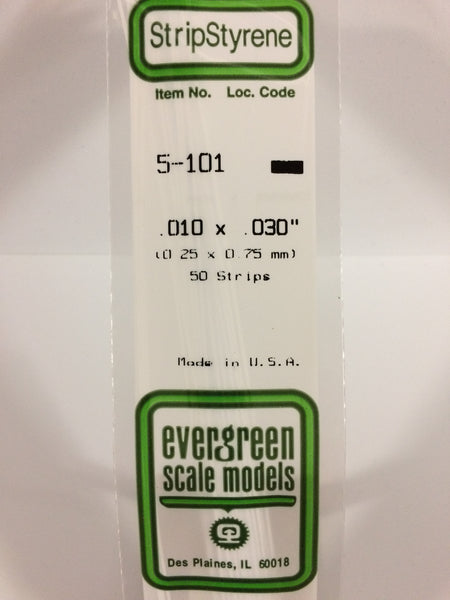 StripStyrene
Item No. Loc. Code
5-101
.010 x .030"
(0.25 x 0.75 mm)
50 Strips
Made in U.S.A.
evergreen
scale models
Des Plaines, IL 60018